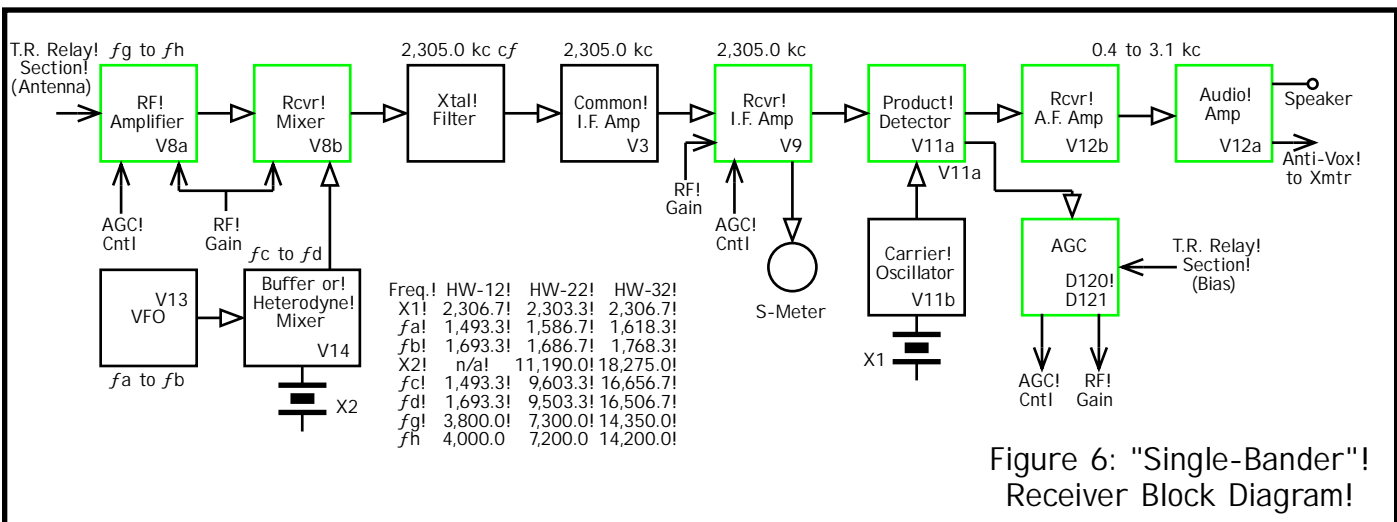 T.R. Relay!
Section!
(Antenna)
ƒg to ƒh
2,305.0 kc cƒ
2,305.0 kc
2,305.0 kc
0.4 to 3.1 kc
RF!
Amplifier
V8a
Rcvr!
Mixer
V8b
Xtal!
Filter
Common!
I.F. Amp
V3
Rcvr!
I.F. Amp
V9
Product!
Detector
V11a
V11a
Rcvr!
A.F. Amp
V12b
Audio!
Amp
V12a
Speaker
Anti-Vox!
to Xmtr
AGC!
Cntl
RF!
Gain
RF!
Gain
AGC!
Cntl
S-Meter
ƒc to ƒd
V13
VFO
ƒa to ƒb
Buffer or!
Heterodyne!
Mixer
V14
X2
Carrier!
Oscillator
V11b
X1
AGC
D120!
D121
T.R. Relay!
Section!
(Bias)
AGC!
Cntl
RF!
Gain
Freq.! HW-12! HW-22! HW-32!
X1! 2,306.7! 2,303.3! 2,306.7!
ƒa! 1,493.3! 1,586.7! 1,618.3!
ƒb! 1,693.3! 1,686.7! 1,768.3!
X2! n/a! 11,190.0! 18,275.0!
ƒc! 1,493.3! 9,603.3! 16,656.7!
ƒd! 1,693.3! 9,503.3! 16,506.7!
ƒg! 3,800.0! 7,300.0! 14,350.0!
ƒh 4,000.0 7,200.0 14,200.0!
Figure 6: "Single-Bander"!
Receiver Block Diagram!